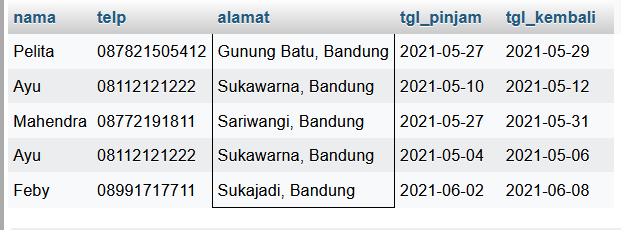 nama telp alamat tgl_pinjam tgl_kembali
Pelita 087821505412 Gunung Batu, Bandung 2021-05-27 2021-05-29
Ayu 08112121222 Sukawarna, Bandung 2021-05-10 2021-05-12
Mahendra 08772191811 Sariwangi, Bandung 2021-05-27 2021-05-31
Ayu 08112121222 Sukawarna, Bandung 2021-05-04 2021-05-06
Feby 08991717711 Sukajadi, Bandung 2021-06-02 2021-06-08